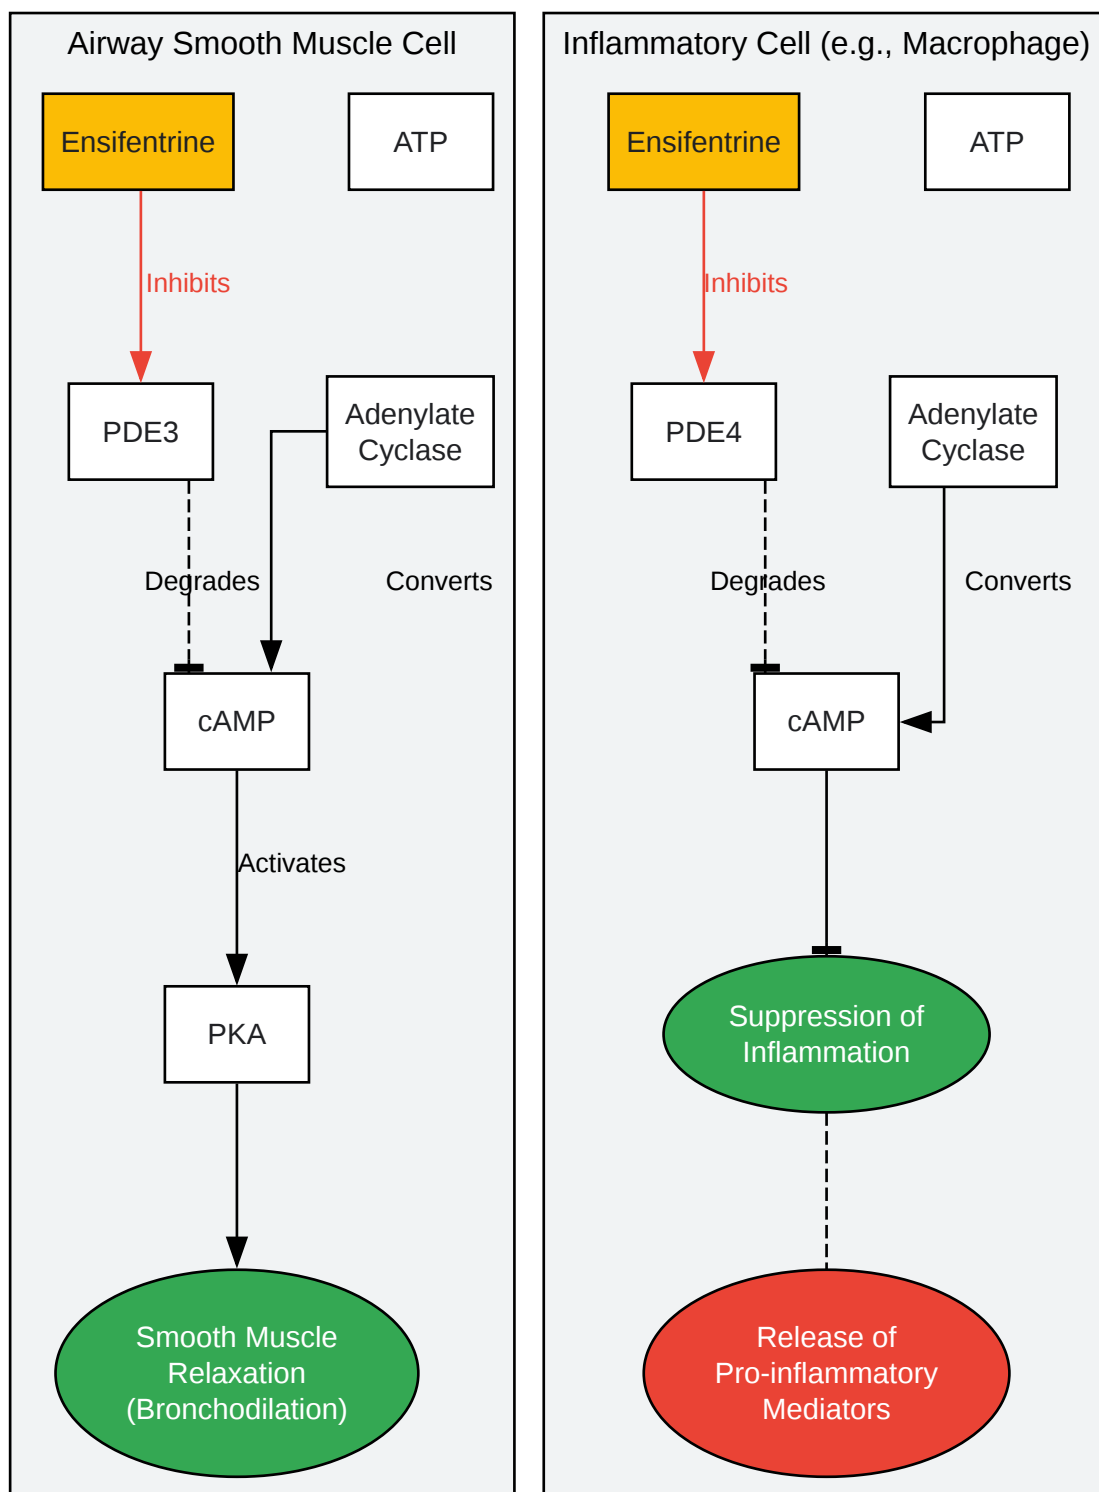 Airway Smooth Muscle Cell
Ensifentrine
ATP
Inhibits
PDE3
Adenylate
Cyclase
Degrades
Converts
cAMP
Activates
PKA
Smooth Muscle
Relaxation
(Bronchodilation)
Inflammatory Cell (e.g., Macrophage)
Ensifentrine
ATP
Inhibits
PDE4
Adenylate
Cyclase
Degrades
Converts
cAMP
Suppression of
Inflammation
Release of
Pro-inflammatory
Mediators